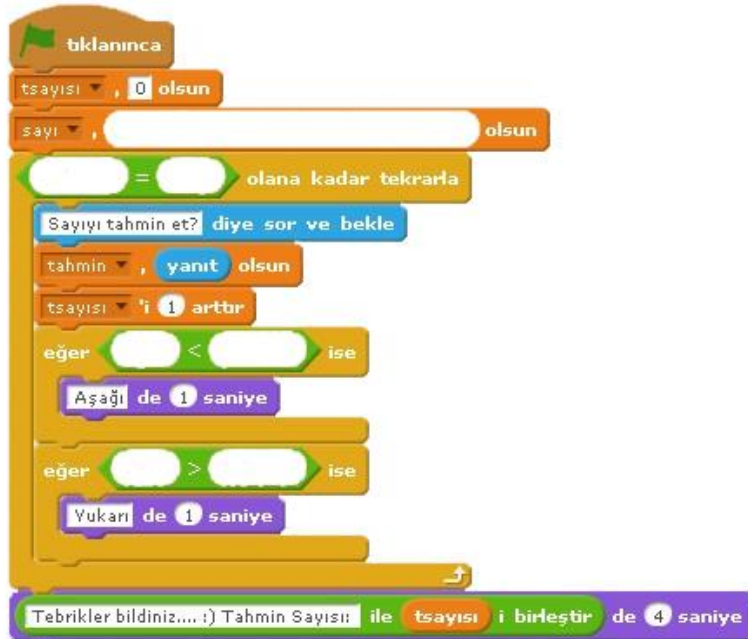 tıklanınca
tsayısı , 0 olsun
sayı , olsun
= olana kadar tekrarla
Sayıyı tahmin et? diye sor ve bekle
tahmin , yanıt olsun
tsayısı 'i 1 arttır
eğer < ise
Aşağı de 1 saniye
eğer > ise
Yukarı de 1 saniye
Tebrikler bildiniz.... :) Tahmin Sayısı: ile tsayısı i birleştir de 4 saniye